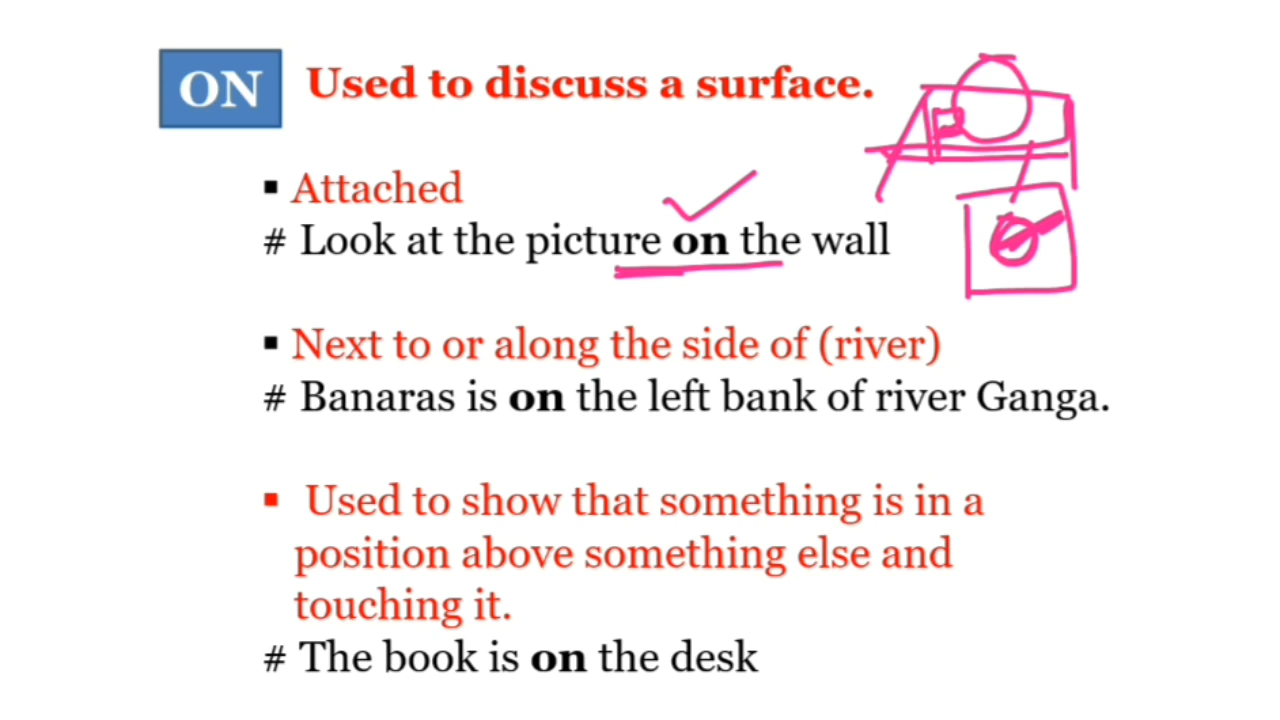 ON Used to discuss a surface.
▪ Attached
# Look at the picture on the wall
▪ Next to or along the side of (river)
# Banaras is on the left bank of river Ganga.
▪ Used to show that something is in a
position above something else and
touching it.
# The book is on the desk